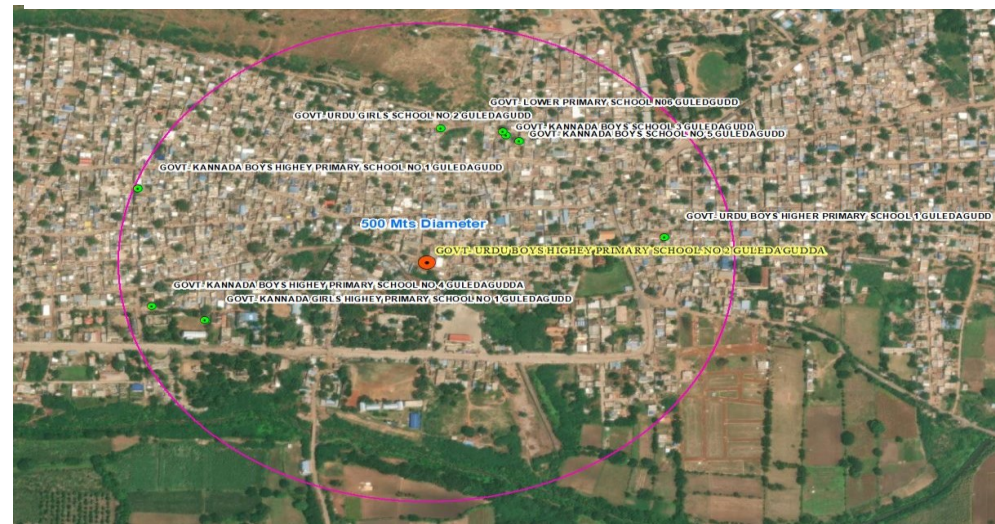 GOVT- LOWER PRIMARY SCHOOL N06 GULEDGUDD
GOVT- URDU GIRLS SCHOOL NO 2 GULEDAGUDD
GOVT- KANNADA BOYS SCHOOL 3 GULEDAGUDD
GOVT- KANNADA BOYS SCHOOL NO 5 GULEDAGUDD
GOVT- KANNADA BOYS HIGHEY PRIMARY SCHOOL NO 1 GULEDAGUDD
GOVT- URDU BOYS HIGHER PRIMARY SCHOOL 1 GULEDAGUDD
500 Mts Diameter
GOVT- URDU BOYS HIGHEY PRIMARY SCHOOL NO 2 GULEDAGUDDA
GOVT- KANNADA BOYS HIGHEY PRIMARY SCHOOL NO 4 GULEDAGUDDA
GOVT- KANNADA GIRLS HIGHEY PRIMARY SCHOOL NO 1 GULEDAGUDD